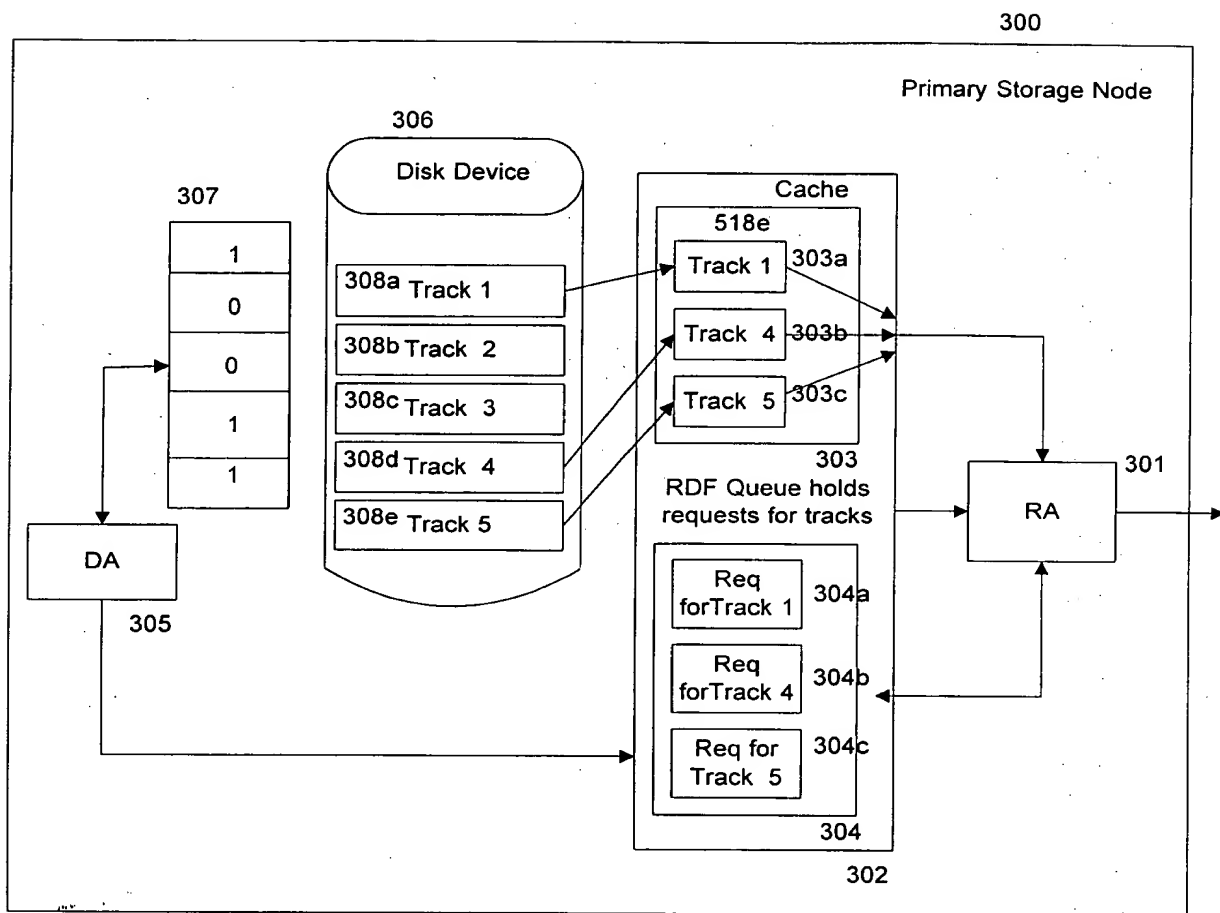 300
Primary Storage Node
306
Disk Device
307
1
0
0
1
1
308a Track 1
308b Track 2
308c Track 3
308d Track 4
308e Track 5
DA
305
Cache
518e
Track 1 303a
Track 4 303b
Track 5 303c
303
RDF Queue holds
requests for tracks
301
RA
Req
forTrack 1
304a
Req
forTrack 4
304b
Req for
Track 5
304c
304
302